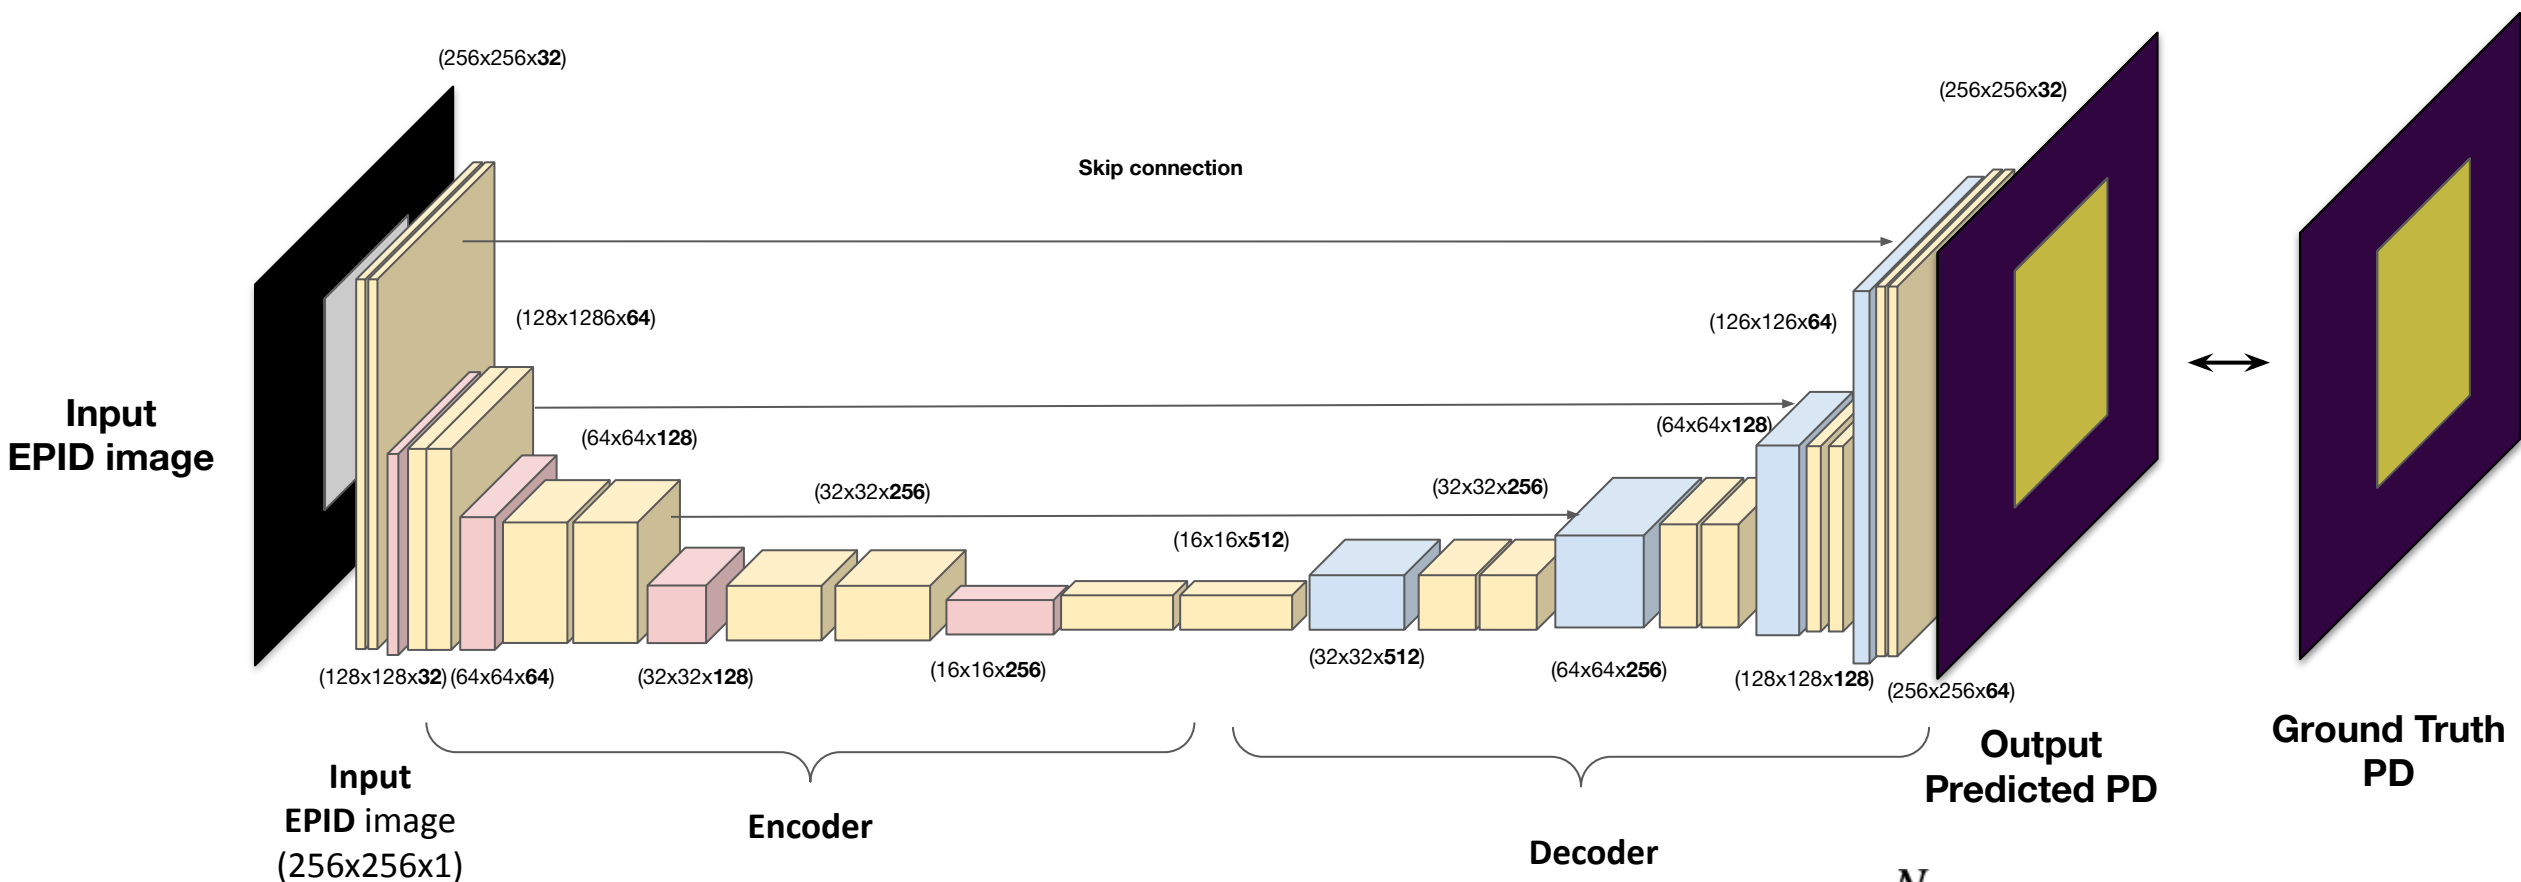 (256x256x32)
(256x256x32)
Skip connection
(128x1286x64)
(126x126x64)
Input
EPID image
(64x64x128)
(64x64x128)
(32x32x256)
(32x32x256)
(16x16x512)
(32x32x512)
(16x16x256)
(64x64x256)
(128x128x32)
(64x64x64)
(32x32x128)
(128x128x128)
(256x256x64)
Output
Predicted PD
Ground Truth
PD
Input
EPID image
(256x256x1)
Encoder
Decoder
N